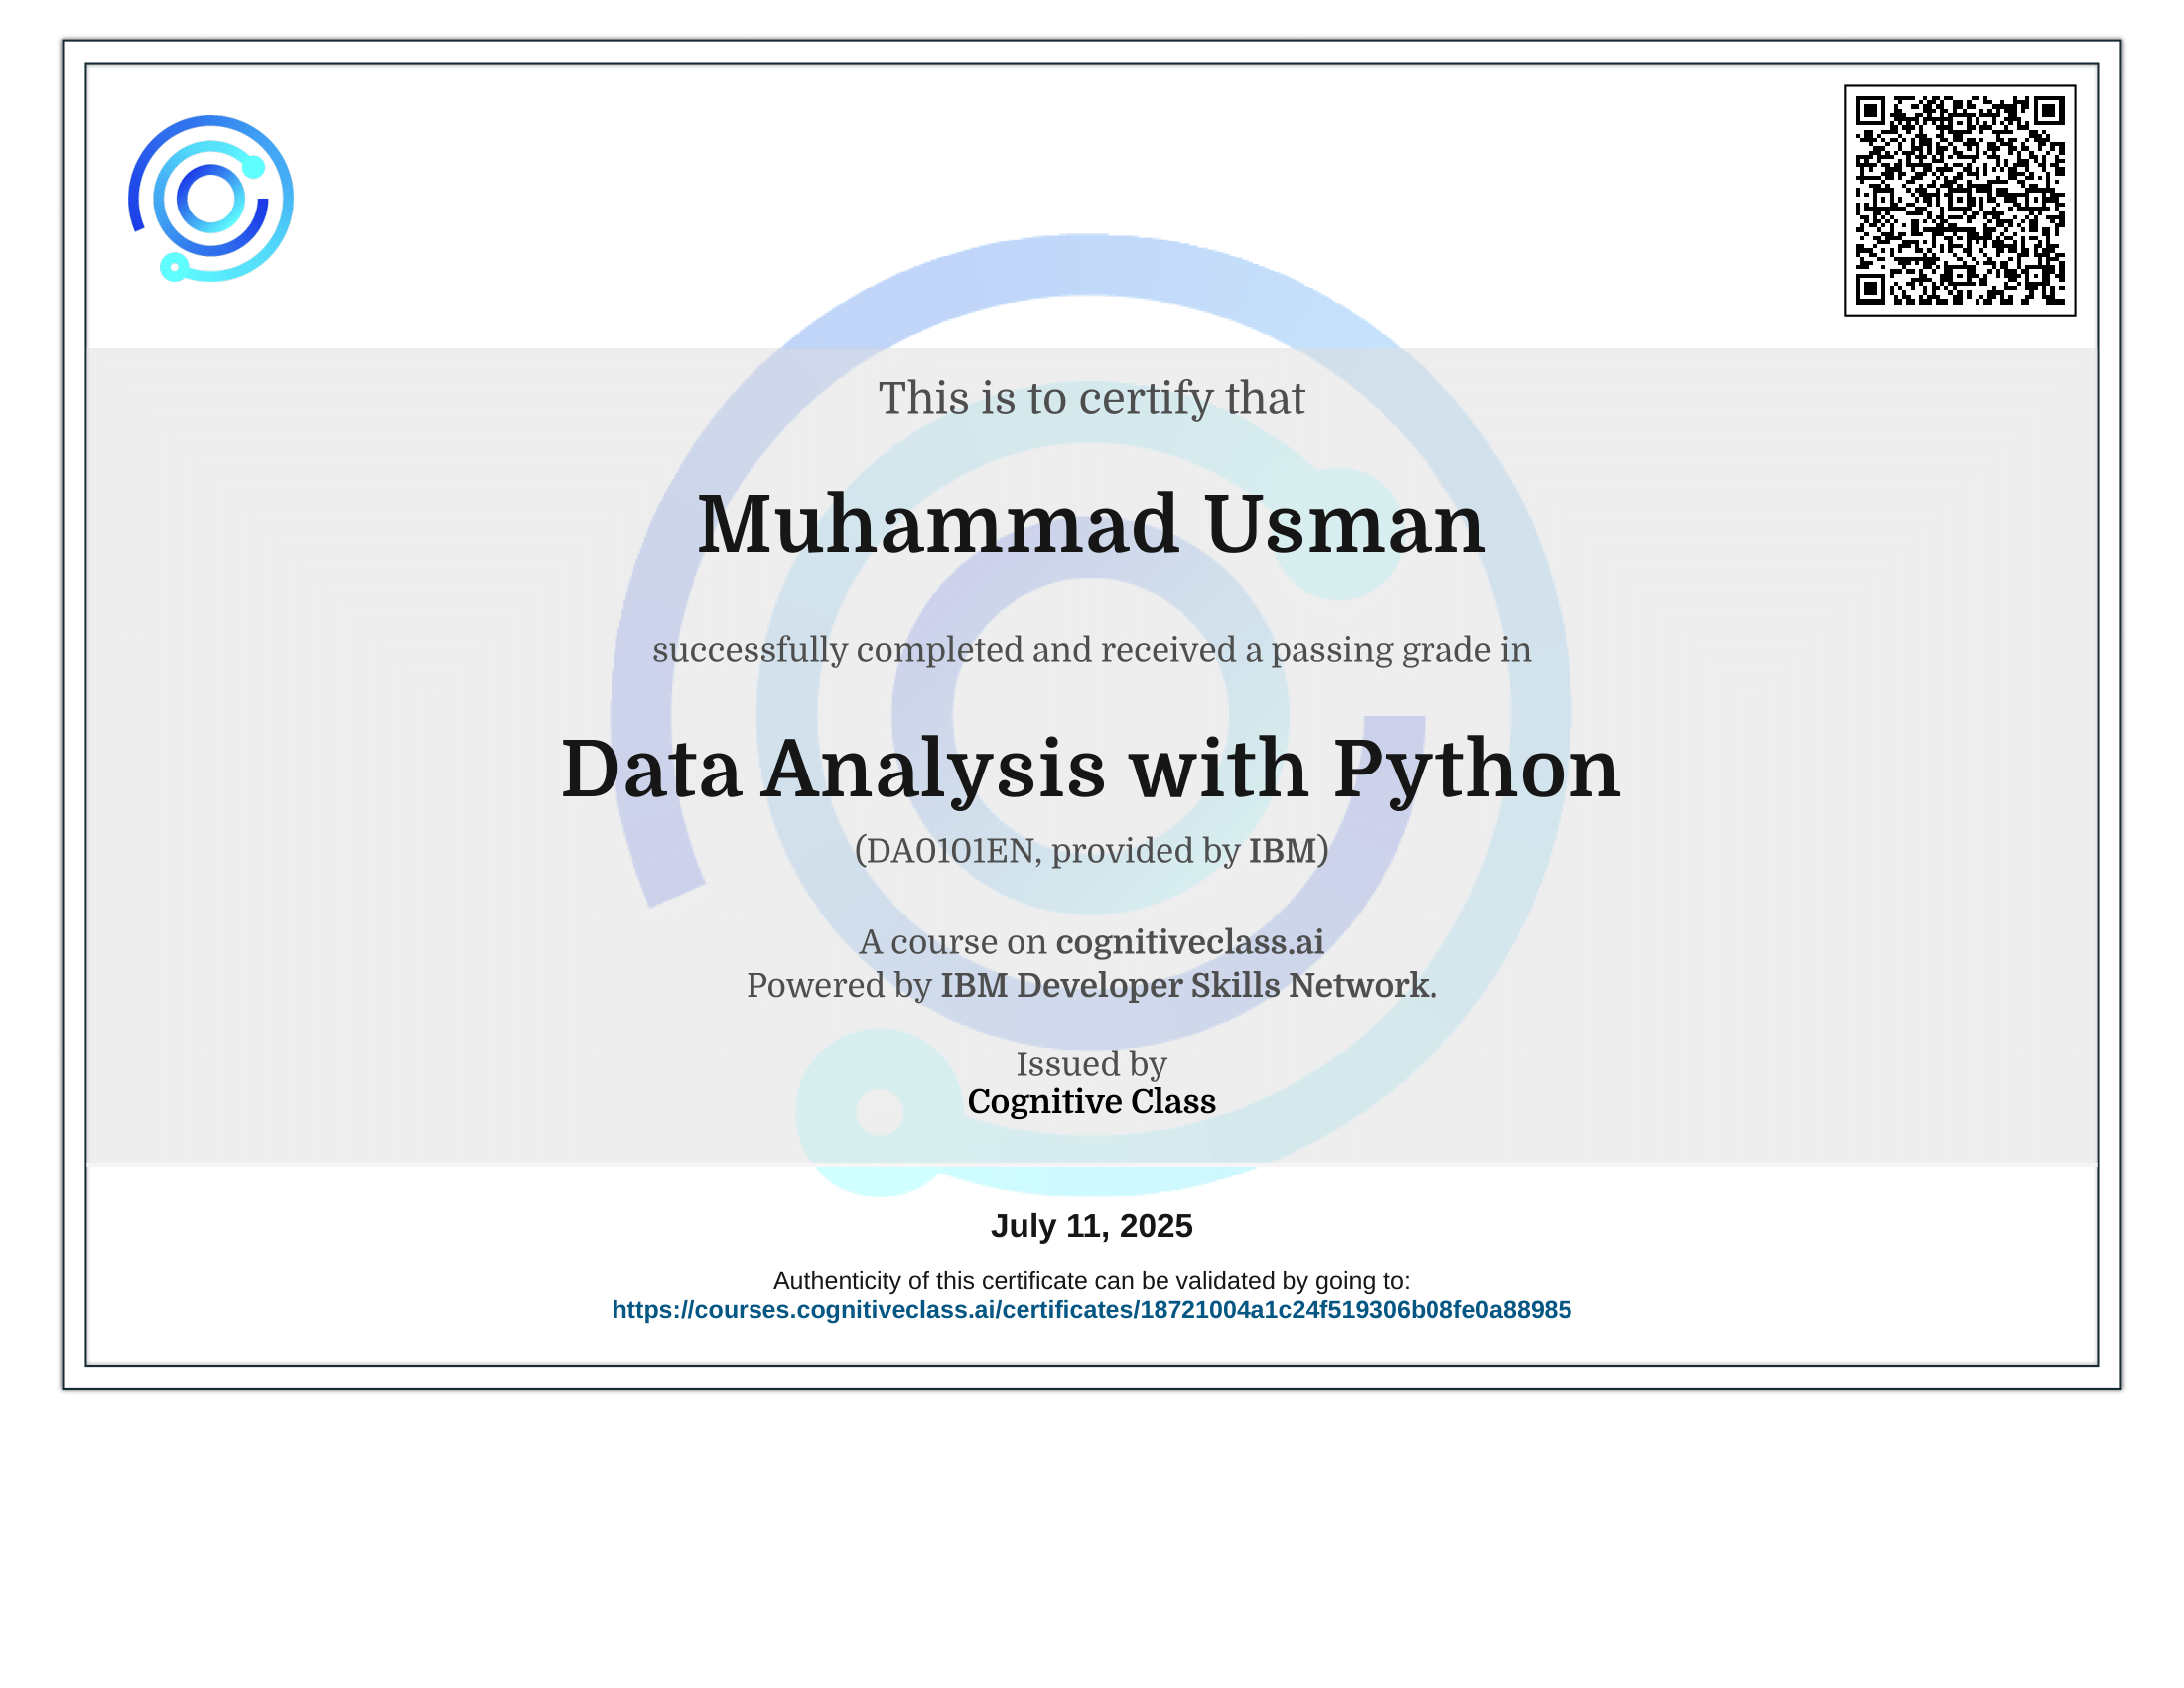 This is to certify that
Muhammad Usman
successfully completed and received a passing grade in
Data Analysis with Python
(DA0101EN, provided by IBM)
A course on cognitiveclass.ai
Powered by IBM Developer Skills Network.
Issued by
Cognitive Class
July 11, 2025
Authenticity of this certificate can be validated by going to:
https://courses.cognitiveclass.ai/certificates/18721004a1c24f519306b08fe0a88985